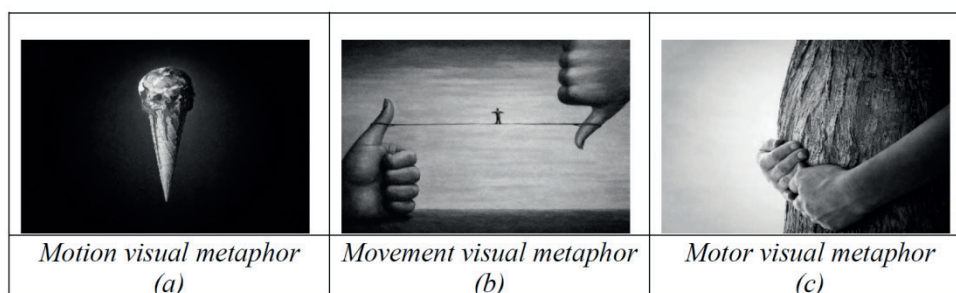 Motion visual metaphor
(a)
Movement visual metaphor
(b)
Motor visual metaphor
(c)